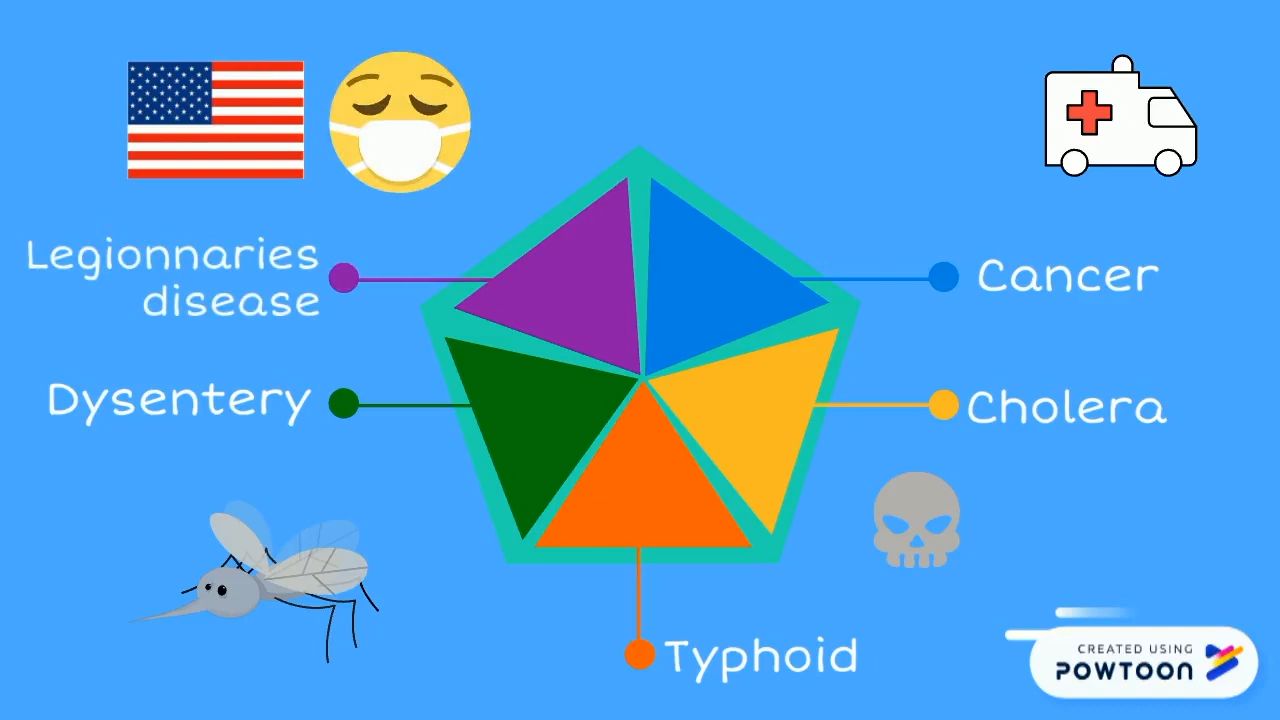 Legionnaries
disease
Cancer
Dysentery
Cholera
Typhoid
CREATED USING
POWTOON